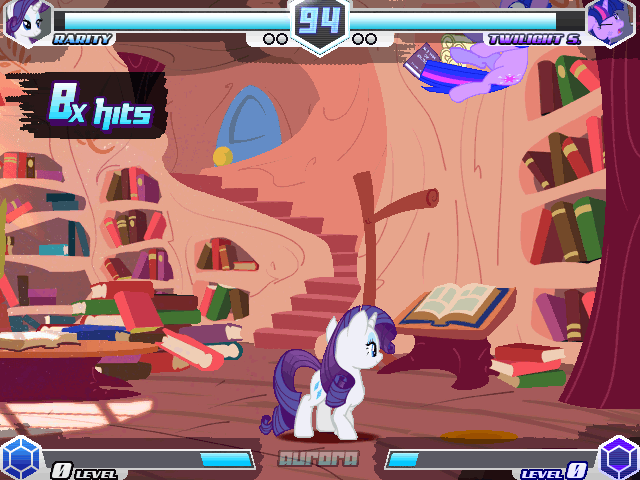 94
RARITY
TWILIGHT S.
8x hits
0 LEVEL
aurora
LEVEL 0